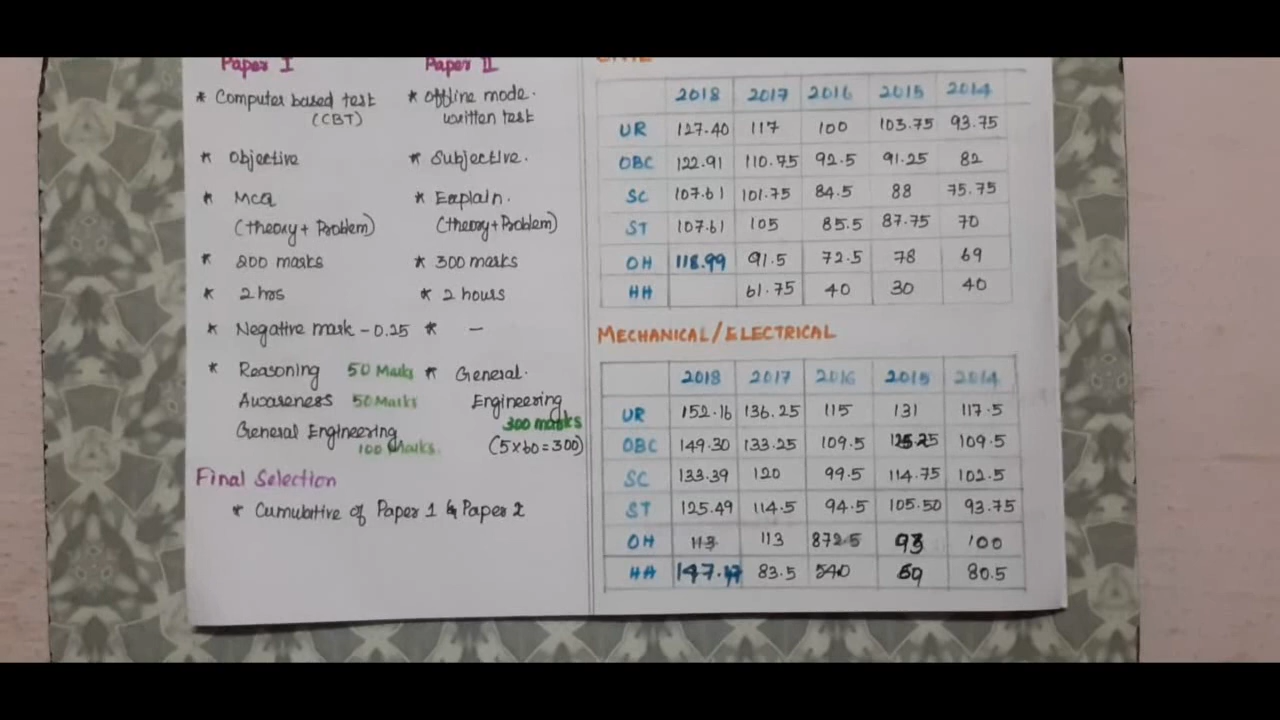 Paper I Paper II
* Computer based test * Offline mode.
(CBT) written test
* Objective * Subjective.
* MCQ * Explain.
(theory + Problem) (theory + Problem)
* 200 marks * 300 marks
* 2 hrs * 2 hours
* Negative mark - 0.25 * -
* Reasoning 50 Marks * General.
Awareness 50 Marks Engineering
300 marks
General Engineering (5x60=300)
100 Marks.
Final Selection
* Cumulative of Paper 1 & Paper 2
2018 2017 2016 2015 2014
UR 127.40 117 100 103.75 93.75
OBC 122.91 110.75 92.5 91.25 82
SC 107.61 101.75 84.5 88 75.75
ST 107.61 105 85.5 87.75 70
OH 118.99 91.5 72.5 78 69
HH 61.75 40 30 40
MECHANICAL/ELECTRICAL
2018 2017 2016 2015 2014
UR 152.16 136.25 115 131 117.5
OBC 149.30 133.25 109.5 125.25 109.5
SC 133.39 120 99.5 114.75 102.5
ST 125.49 114.5 94.5 105.50 93.75
OH 113 113 872.5 93 100
HH 147.17 83.5 80.5